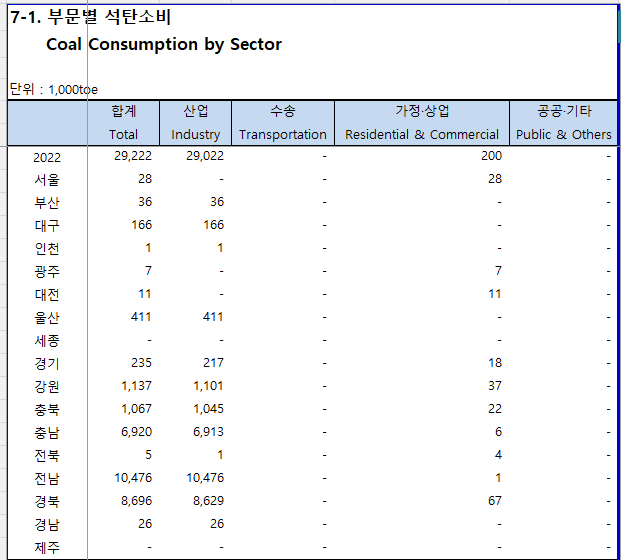 7-1. 부문별 석탄소비
Coal Consumption by Sector
단위 : 1,000toe
합계 산업 수송 가정·상업 공공·기타
Total Industry Transportation Residential & Commercial Public & Others
2022 29,222 29,022 - 200 -
서울 28 - - 28 -
부산 36 36 - - -
대구 166 166 - - -
인천 1 1 - - -
광주 7 - - 7 -
대전 11 - - 11 -
울산 411 411 - - -
세종 - - - - -
경기 235 217 - 18 -
강원 1,137 1,101 - 37 -
충북 1,067 1,045 - 22 -
충남 6,920 6,913 - 6 -
전북 5 1 - 4 -
전남 10,476 10,476 - 1 -
경북 8,696 8,629 - 67 -
경남 26 26 - - -
제주 - - - - -